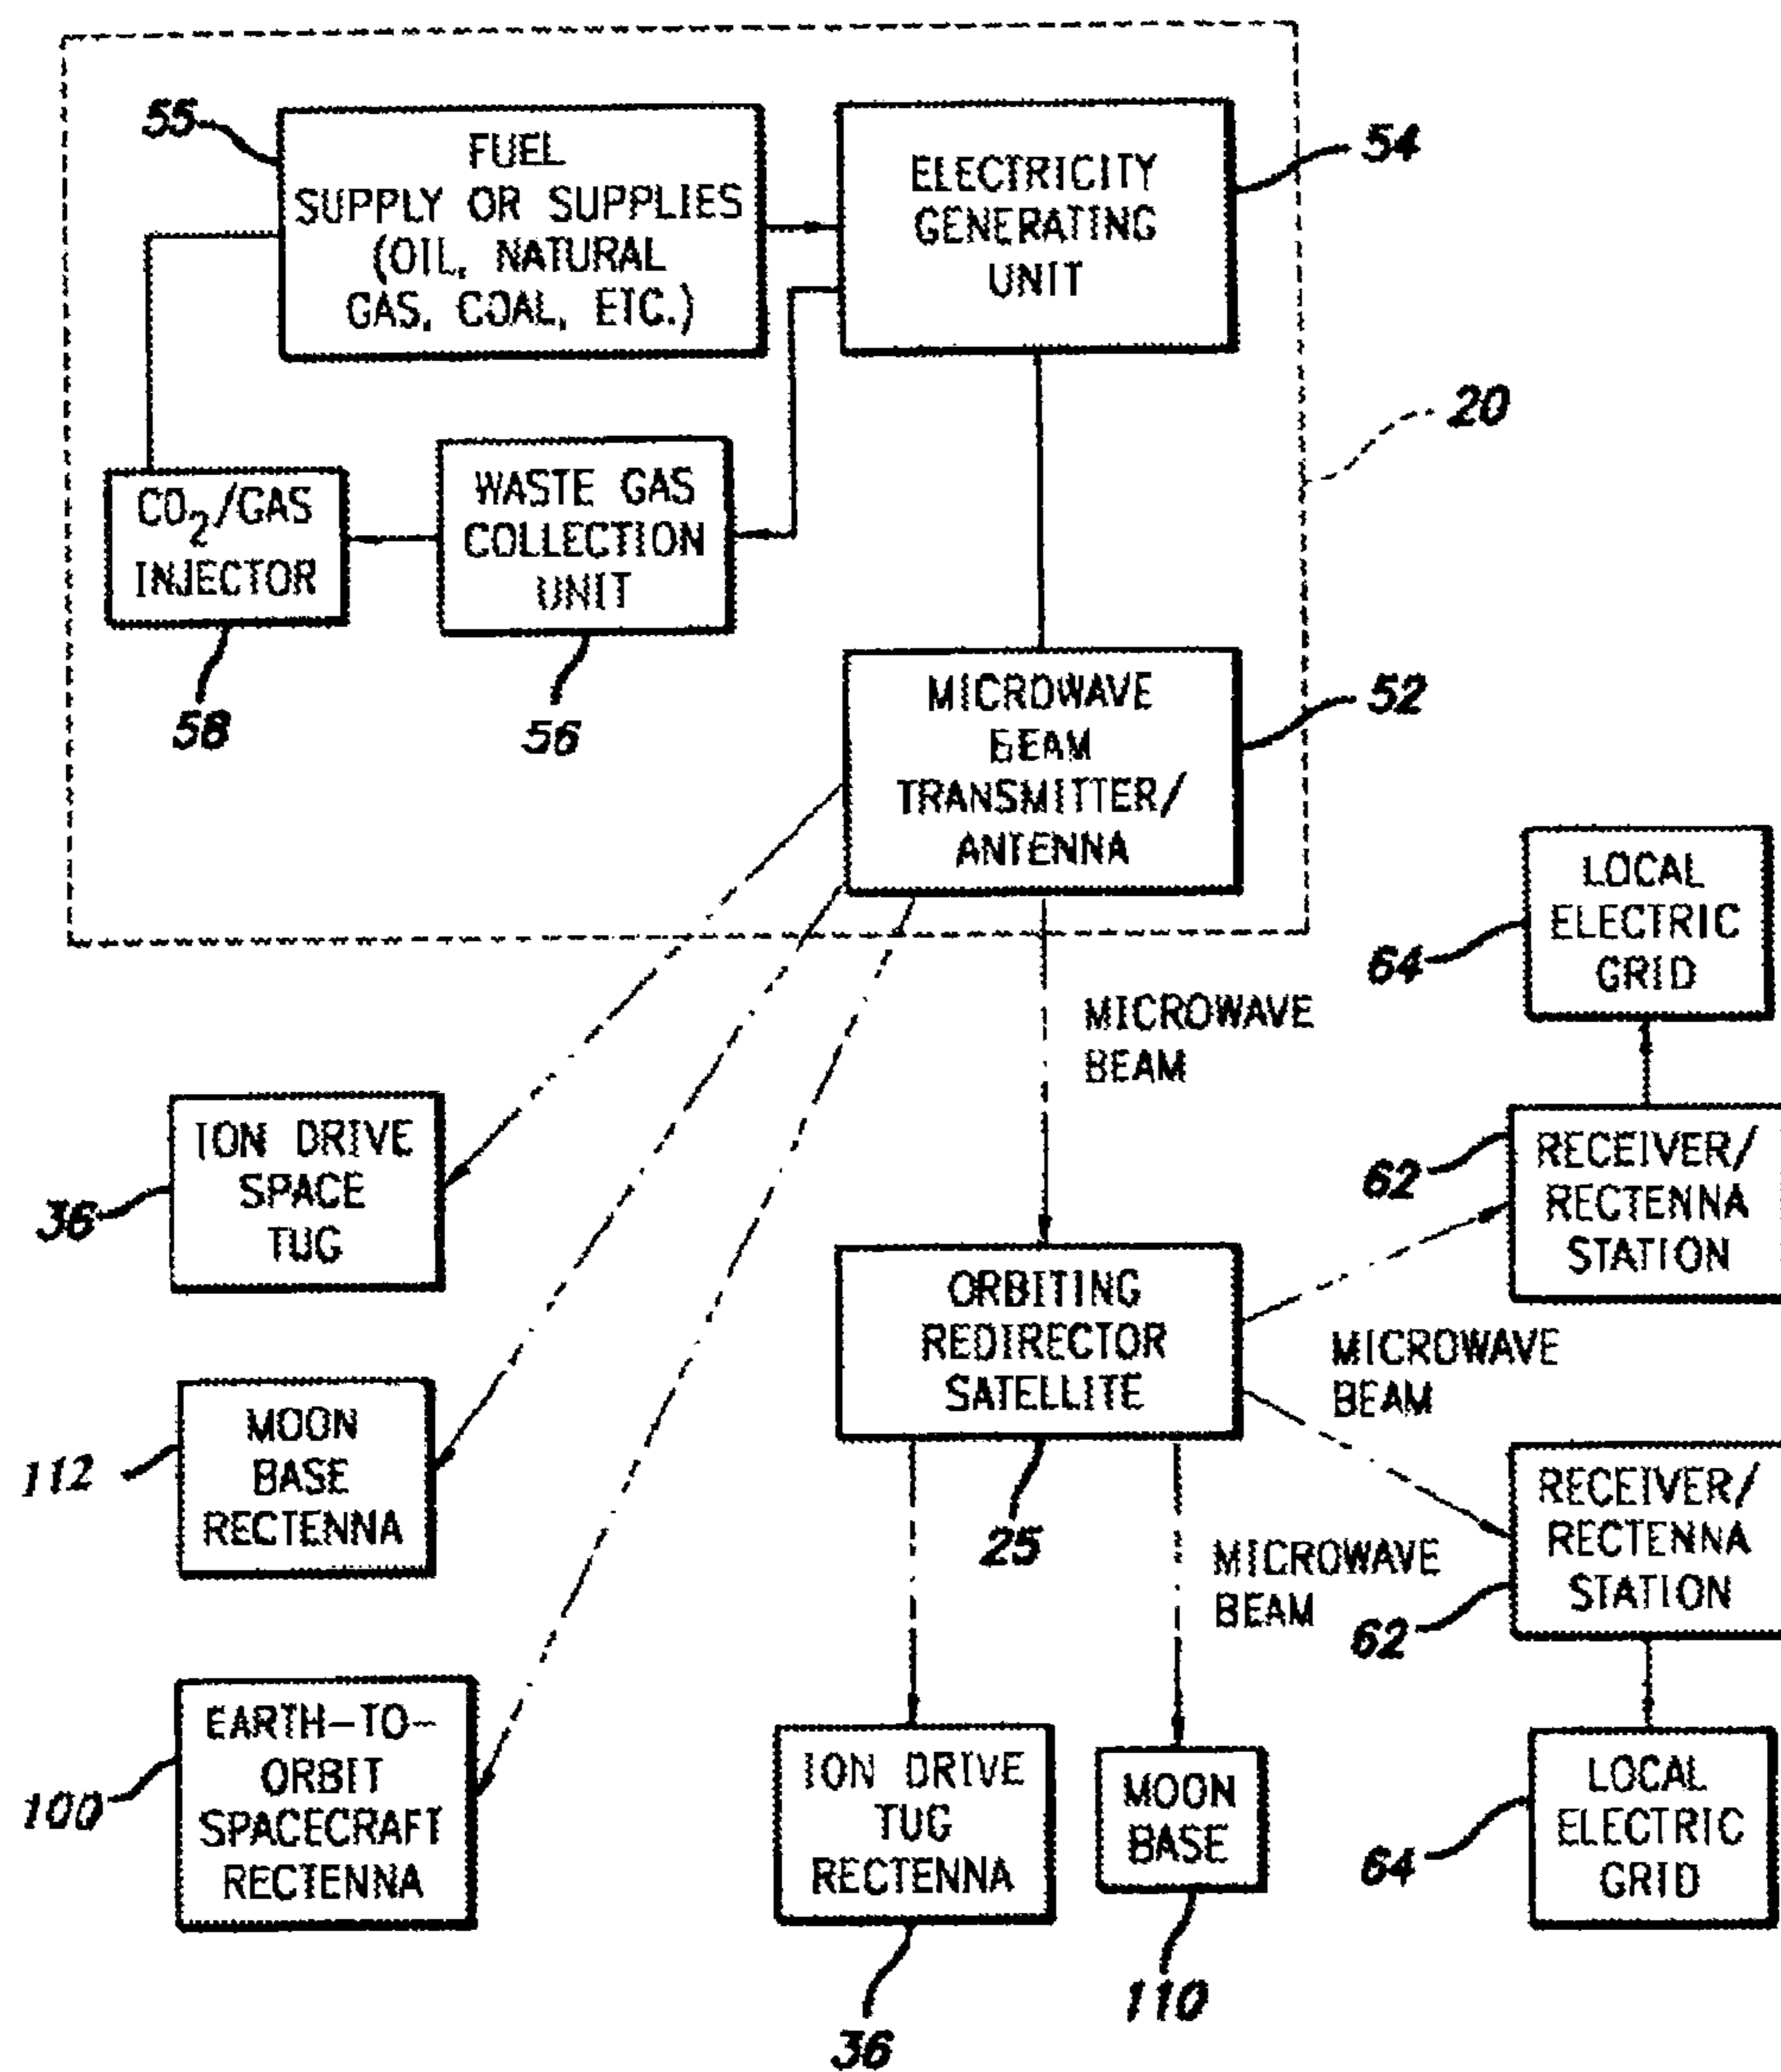 55
FUEL
SUPPLY OR SUPPLIES
(OIL, NATURAL
GAS, COAL, ETC.)
ELECTRICITY
GENERATING
UNIT
54
20
CO2/GAS
INJECTOR
58
WASTE GAS
COLLECTION
UNIT
56
MICROWAVE
BEAM
TRANSMITTER/
ANTENNA
52
LOCAL
ELECTRIC
GRID
64
MICROWAVE
BEAM
ION DRIVE
SPACE
TUG
36
RECEIVER/
RECTENNA
STATION
62
ORBITING
REDIRECTOR
SATELLITE
25
MICROWAVE
BEAM
MOON
BASE
RECTENNA
112
RECEIVER/
RECTENNA
STATION
62
MICROWAVE
BEAM
EARTH-TO-
ORBIT
SPACECRAFT
RECTENNA
100
ION DRIVE
TUG
RECTENNA
36
MOON
BASE
110
LOCAL
ELECTRIC
GRID
64